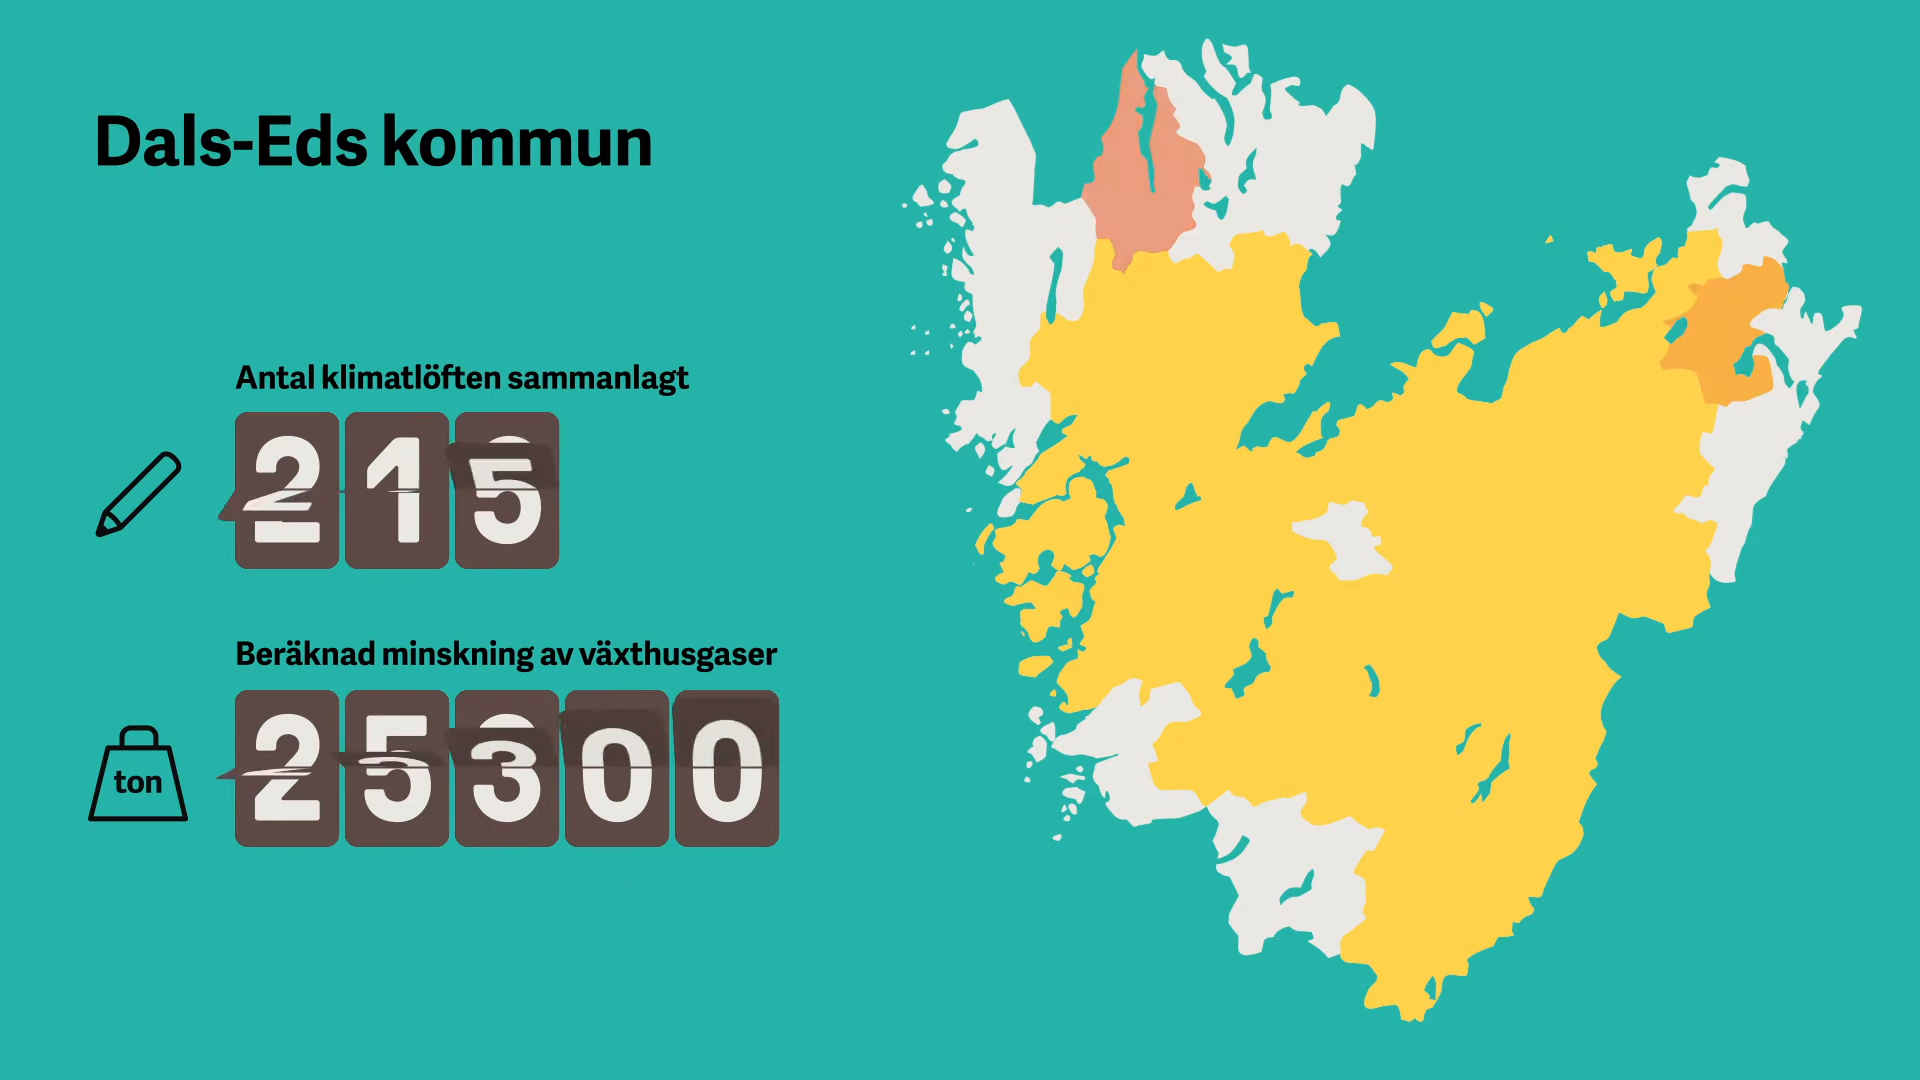 Dals-Eds kommun
Antal klimatlöften sammanlagt
215
Beräknad minskning av växthusgaser
ton
25300